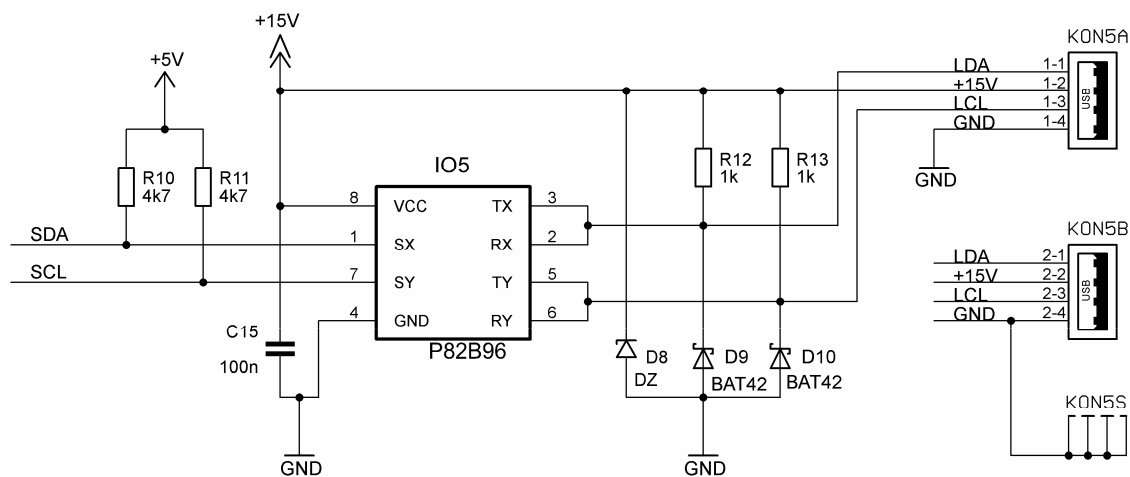 +15V
+5V
KON5A
LDA 1-1
+15V 1-2
LCL 1-3
GND 1-4
USB
GND
R10
4k7
R11
4k7
R12
1k
R13
1k
IO5
8 VCC TX 3
SDA 1 SX RX 2
SCL 7 SY TY 5
4 GND RY 6
P82B96
C15
100n
D8
DZ
D9
BAT42
D10
BAT42
GND
GND
KON5B
LDA 2-1
+15V 2-2
LCL 2-3
GND 2-4
USB
KON5S